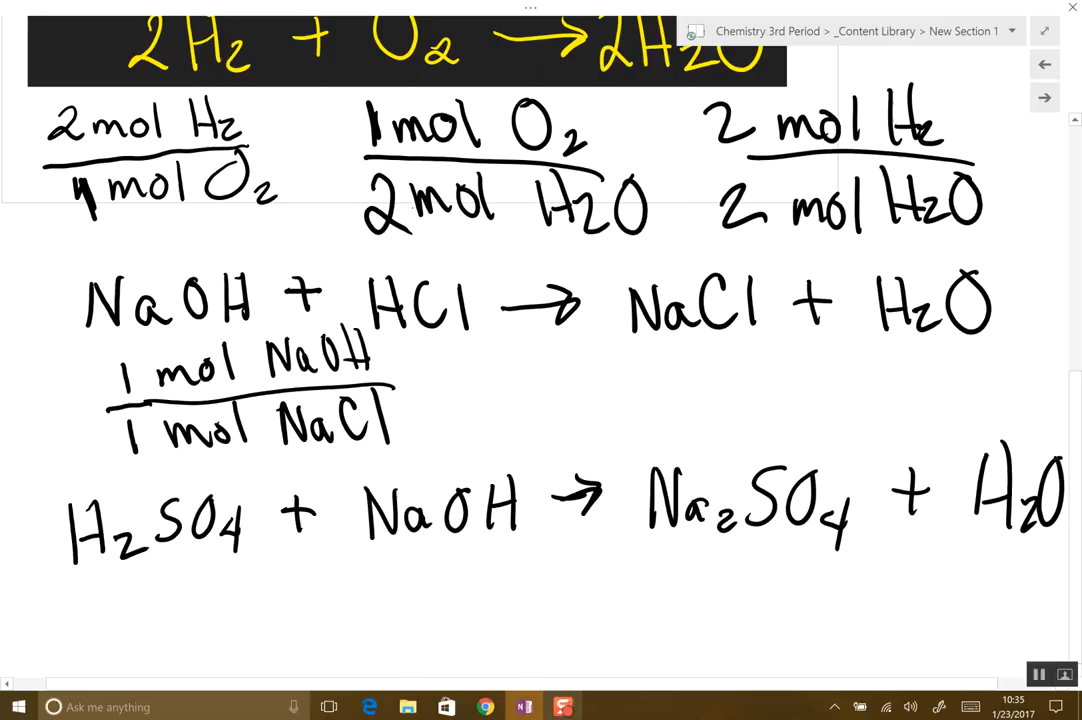 ...
Chemistry 3rd Period > _Content Library > New Section 1
2H₂ + O₂ → 2H₂O
2 mol H₂ / 1 mol O₂   1 mol O₂ / 2 mol H₂O   2 mol H₂ / 2 mol H₂O
NaOH + HCl → NaCl + H₂O
1 mol NaOH / 1 mol NaCl
H₂SO₄ + NaOH → Na₂SO₄ + H₂O
Ask me anything
10:35
1/23/2017